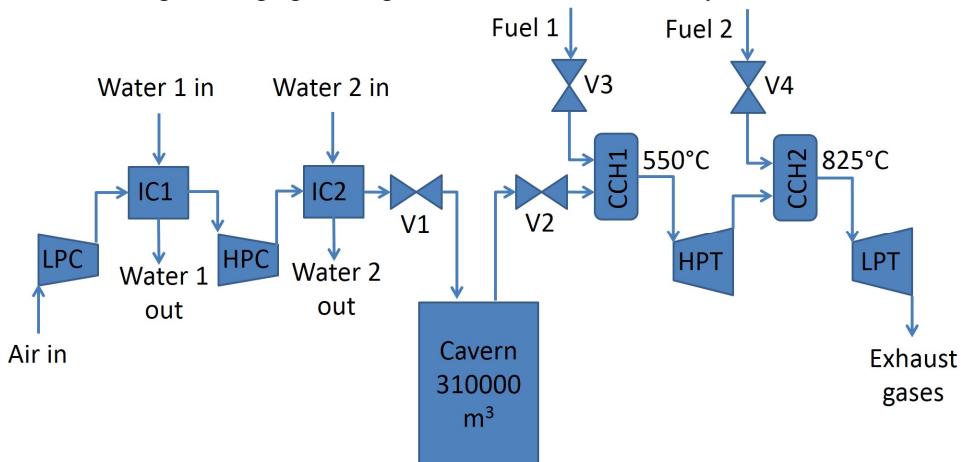 Fuel 1
Fuel 2
V3
V4
Water 1 in
Water 2 in
IC1
IC2
V1
V2
CCH1
550°C
CCH2
825°C
LPC
HPC
HPT
LPT
Water 1
out
Water 2
out
Air in
Cavern
310000
m³
Exhaust
gases